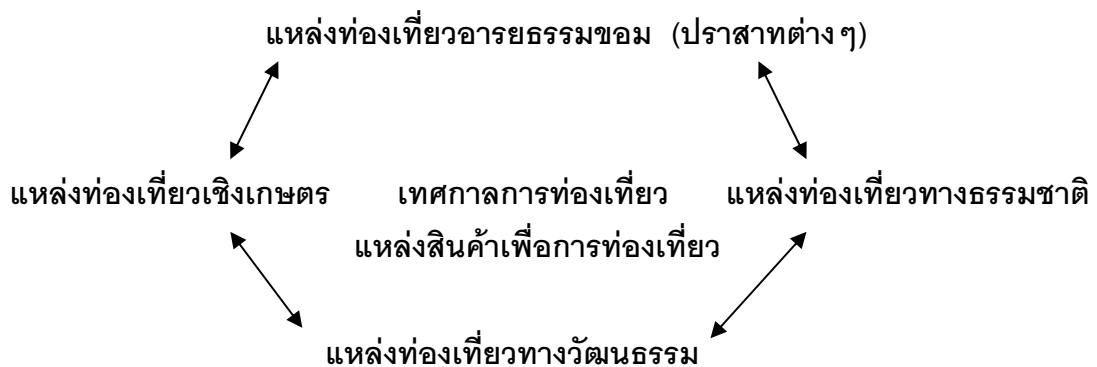 แหล่งท่องเที่ยวอารยธรรมขอม (ปราสาทต่างๆ)
แหล่งท่องเที่ยวเชิงเกษตร เทศกาลการท่องเที่ยว แหล่งท่องเที่ยวทางธรรมชาติ
แหล่งสินค้าเพื่อการท่องเที่ยว
แหล่งท่องเที่ยวทางวัฒนธรรม